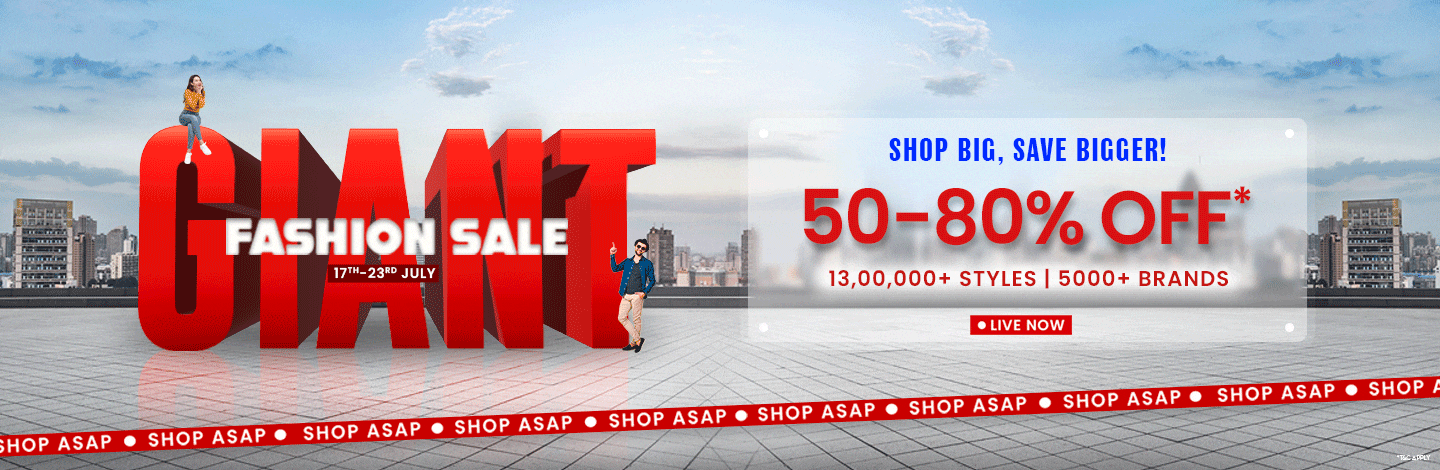 GIANT
FASHION SALE
17TH-23RD JULY
SHOP BIG, SAVE BIGGER!
50-80% OFF*
13,00,000+ STYLES | 5000+ BRANDS
LIVE NOW
SHOP ASAP ● SHOP ASAP ● SHOP ASAP ● SHOP ASAP ● SHOP ASAP ● SHOP ASAP ● SHOP ASAP ● SHOP ASAP ● SHOP ASAP ● SHOP A
*T&C APPLY